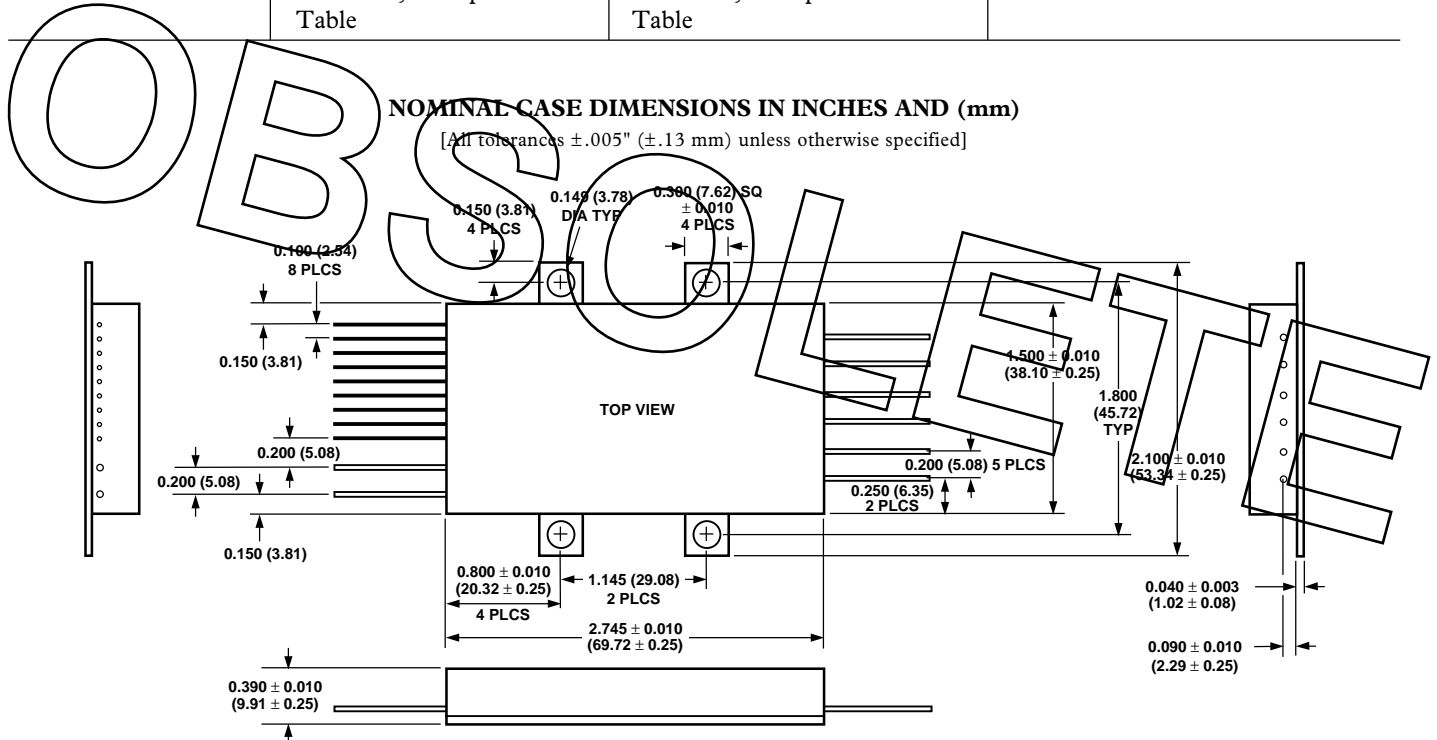 Table
Table
NOMINAL CASE DIMENSIONS IN INCHES AND (mm)
[All tolerances ±.005" (±.13 mm) unless otherwise specified]
OBSOLETE
0.150 (3.81)
4 PLCS
0.149 (3.78)
DIA TYP
0.300 (7.62) SQ
± 0.010
4 PLCS
0.100 (2.54)
8 PLCS
0.150 (3.81)
0.200 (5.08)
0.200 (5.08)
0.150 (3.81)
TOP VIEW
1.500 ± 0.010
(38.10 ± 0.25)
1.800
(45.72)
TYP
2.100 ± 0.010
(53.34 ± 0.25)
0.200 (5.08) 5 PLCS
0.250 (6.35)
2 PLCS
0.800 ± 0.010
(20.32 ± 0.25)
4 PLCS
1.145 (29.08)
2 PLCS
2.745 ± 0.010
(69.72 ± 0.25)
0.040 ± 0.003
(1.02 ± 0.08)
0.090 ± 0.010
(2.29 ± 0.25)
0.390 ± 0.010
(9.91 ± 0.25)